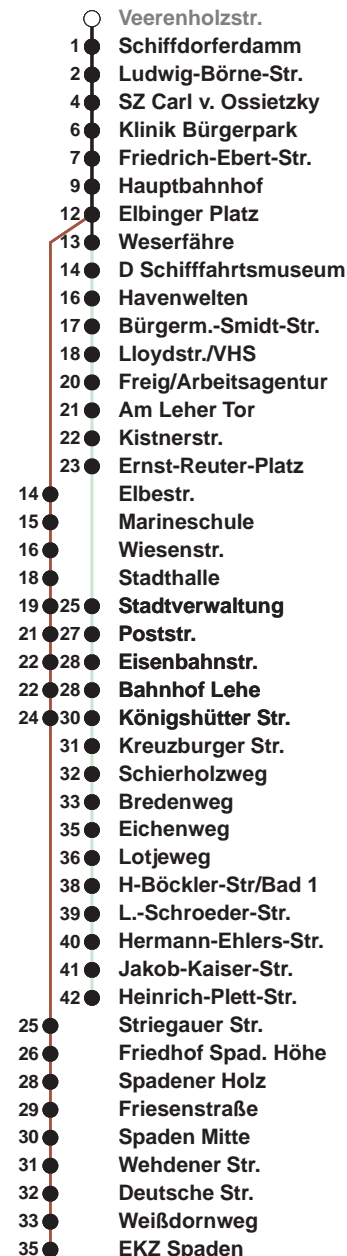 Veerenholzstr.
1 Schiffdorferdamm
2 Ludwig-Börne-Str.
4 SZ Carl v. Ossietzky
6 Klinik Bürgerpark
7 Friedrich-Ebert-Str.
9 Hauptbahnhof
12 Elbinger Platz
13 Weserfähre
14 D Schifffahrtsmuseum
16 Havenwelten
17 Bürgerm.-Smidt-Str.
18 Lloydstr./VHS
20 Freig/Arbeitsagentur
21 Am Leher Tor
22 Kistnerstr.
23 Ernst-Reuter-Platz
14 Elbestr.
15 Marineschule
16 Wiesenstr.
18 Stadthalle
19 25 Stadtverwaltung
21 27 Poststr.
22 28 Eisenbahnstr.
22 28 Bahnhof Lehe
24 30 Königshütter Str.
31 Kreuzburger Str.
32 Schierholzweg
33 Bredenweg
35 Eichenweg
36 Lotjeweg
38 H-Böckler-Str/Bad 1
39 L.-Schroeder-Str.
40 Hermann-Ehlers-Str.
41 Jakob-Kaiser-Str.
42 Heinrich-Plett-Str.
25 Striegauer Str.
26 Friedhof Spad. Höhe
28 Spadener Holz
29 Friesenstraße
30 Spaden Mitte
31 Wehdener Str.
32 Deutsche Str.
33 Weißdornweg
35 EKZ Spaden